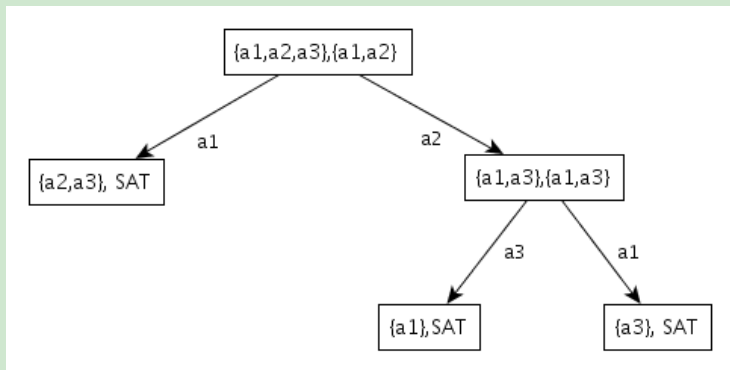 {a1,a2,a3},{a1,a2}
a1
a2
{a2,a3}, SAT
{a1,a3},{a1,a3}
a3
a1
{a1},SAT
{a3}, SAT